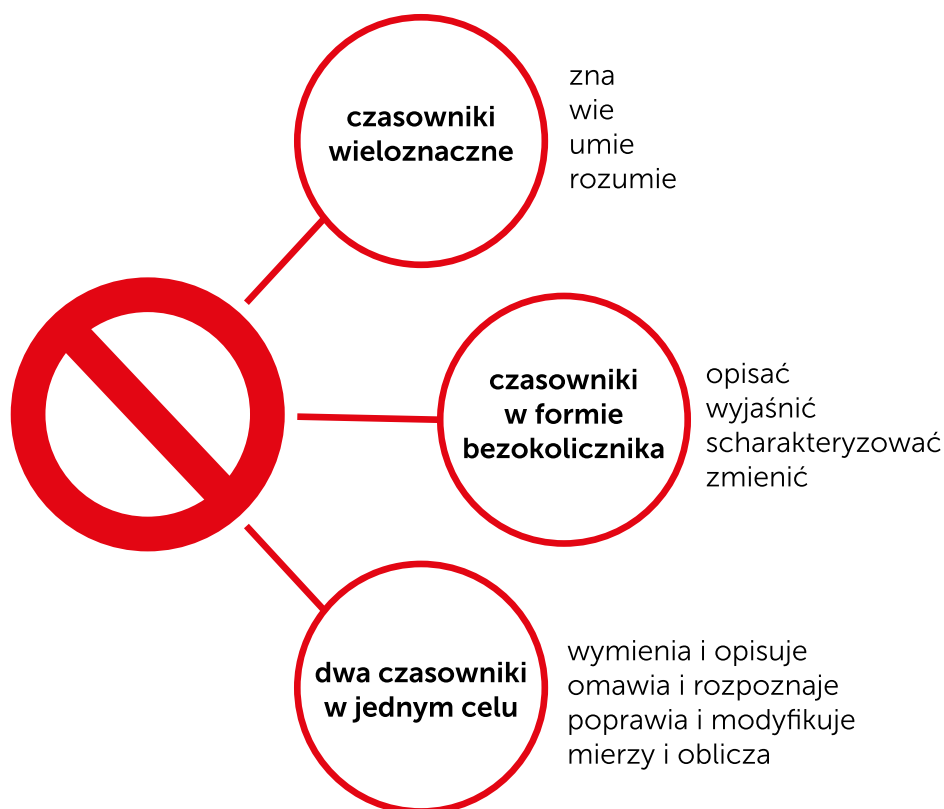 czasowniki
wieloznaczne
zna
wie
umie
rozumie
czasowniki
w formie
bezokolicznika
opisać
wyjaśnić
scharakteryzować
zmienić
dwa czasowniki
w jednym celu
wymienia i opisuje
omawia i rozpoznaje
poprawia i modyfikuje
mierzy i oblicza